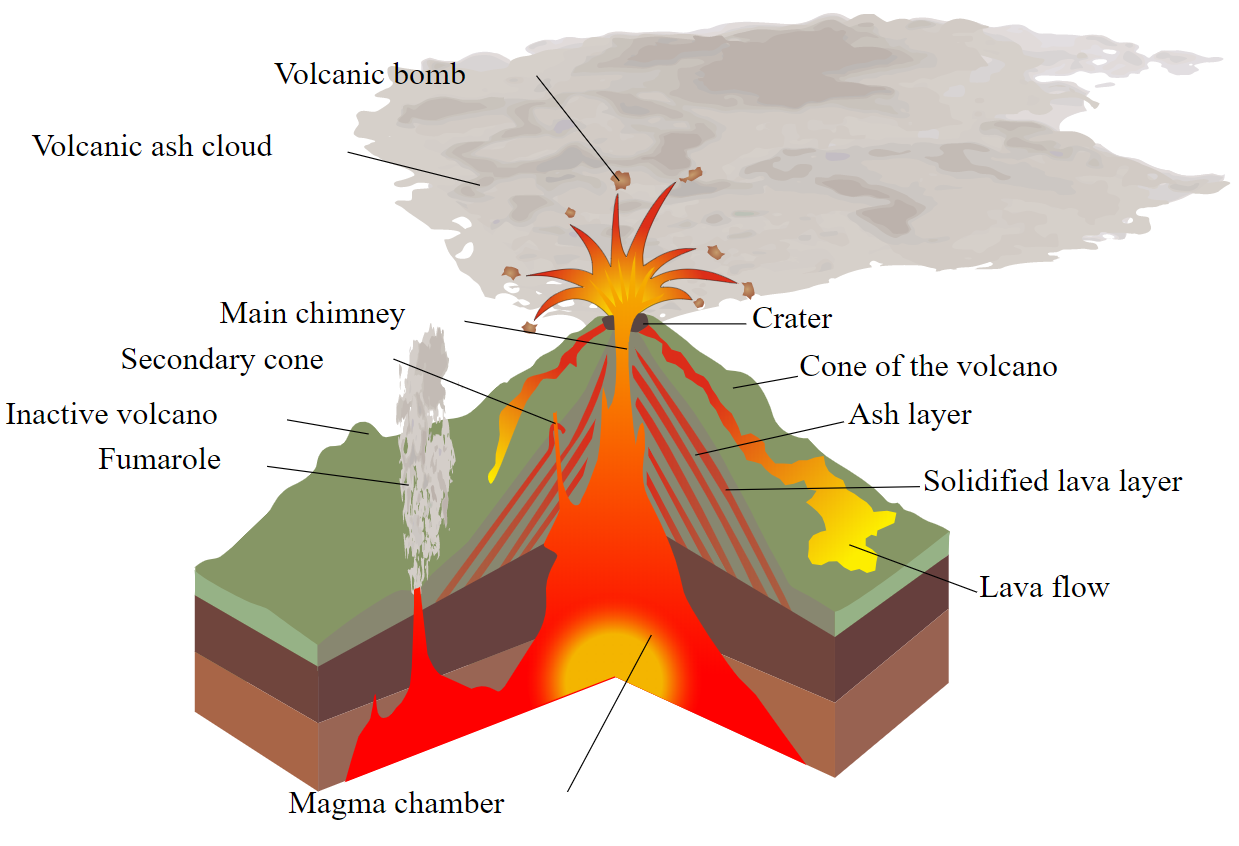 Volcanic bomb
Volcanic ash cloud
Main chimney
Crater
Secondary cone
Cone of the volcano
Inactive volcano
Ash layer
Fumarole
Solidified lava layer
Lava flow
Magma chamber